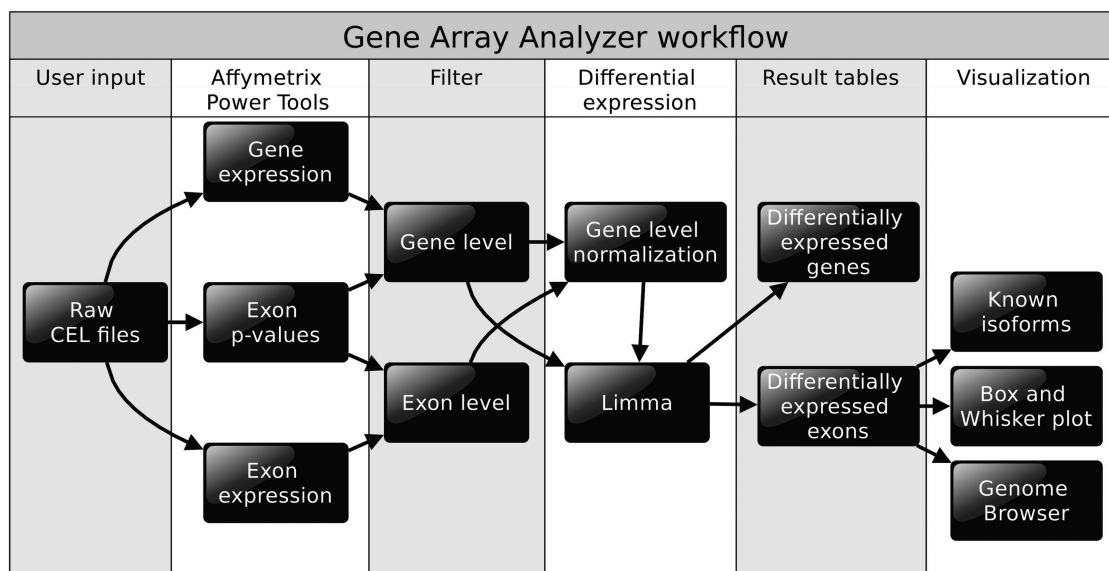 Gene Array Analyzer workflow
User input
Affymetrix
Power Tools
Filter
Differential
expression
Result tables
Visualization
Raw
CEL files
Gene
expression
Exon
p-values
Exon
expression
Gene level
Exon level
Gene level
normalization
Limma
Differentially
expressed
genes
Differentially
expressed
exons
Known
isoforms
Box and
Whisker plot
Genome
Browser